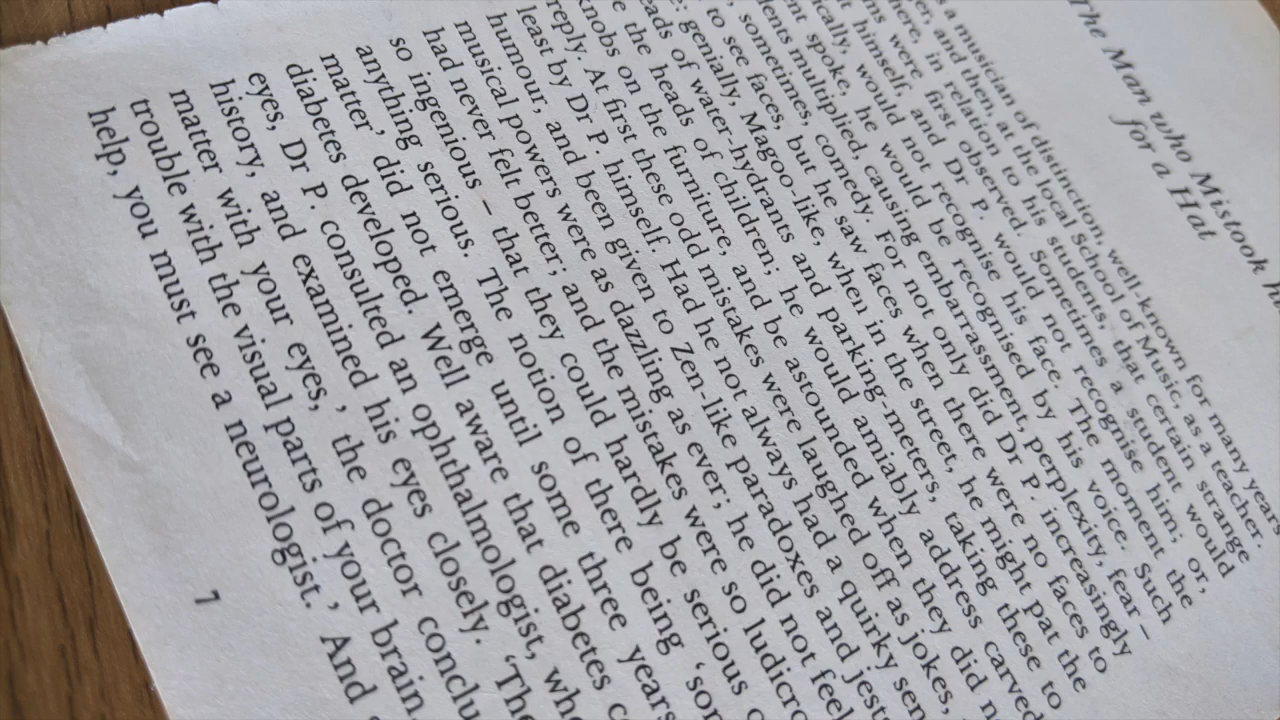 The Man who Mistook
for a Hat
a musician of distinction, well-known for many years
and then, at the local School of Music, as a teacher.
here, in relation to his students, that certain strange
were first observed. Sometimes a student would
himself, and Dr P. would not recognise him; or,
would not recognise his face. The moment the
spoke, he would be recognised by his voice. Such
multiplied, causing embarrassment, perplexity, fear –
, sometimes, comedy. For not only did Dr P. increasingly
to see faces, but he saw faces when there were no faces to
genially, Magoo-like, when in the street, he might pat the
eads of water-hydrants and parking-meters, taking these to
the heads of children; he would amiably address carved
knobs on the furniture, and be astounded when they did n
reply. At first these odd mistakes were laughed off as jokes,
least by Dr P. himself. Had he not always had a quirky sen
humour, and been given to Zen-like paradoxes and jests
musical powers were as dazzling as ever; he did not feel
had never felt better; and the mistakes were so ludicro
so ingenious – that they could hardly be serious o
anything serious. The notion of there being ‘som
matter’, did not emerge until some three years
diabetes developed. Well aware that diabetes c
eyes, Dr P. consulted an ophthalmologist, who
history, and examined his eyes closely. ‘The
matter with your eyes,’ the doctor conclu
trouble with the visual parts of your brain.
help, you must see a neurologist.’ And
7